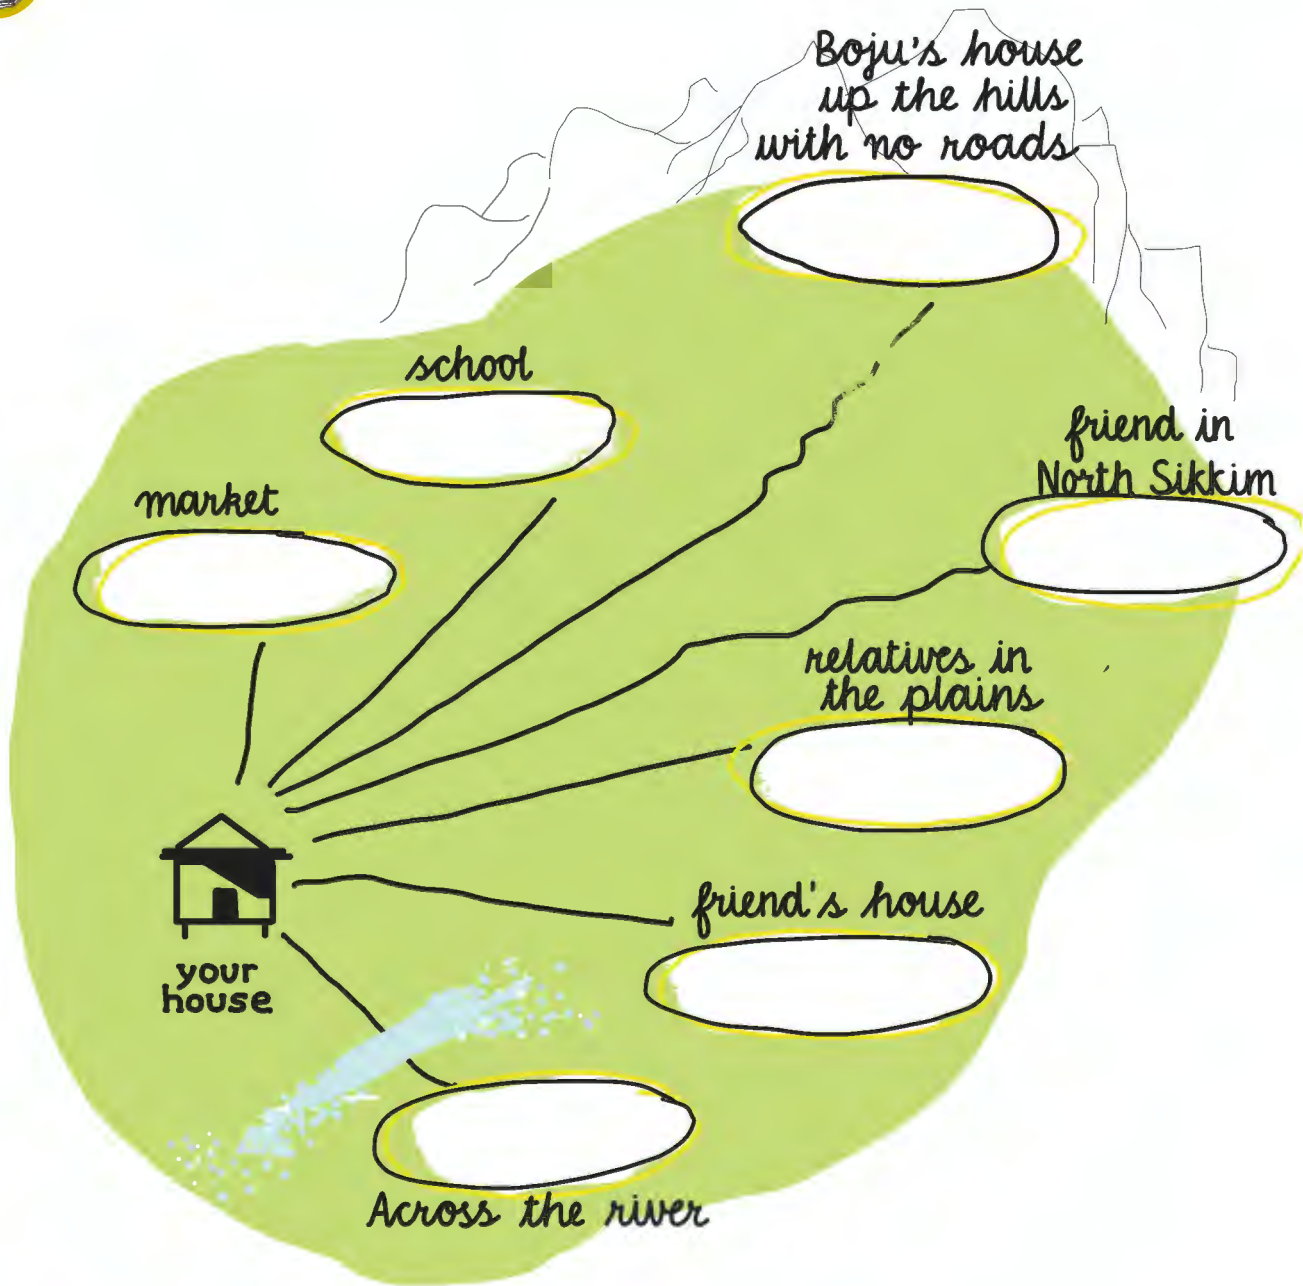 Boju's house
up the hills
with no roads
school
friend in
North Sikkim
market
relatives in
the plains
friend's house
your
house
Across the river